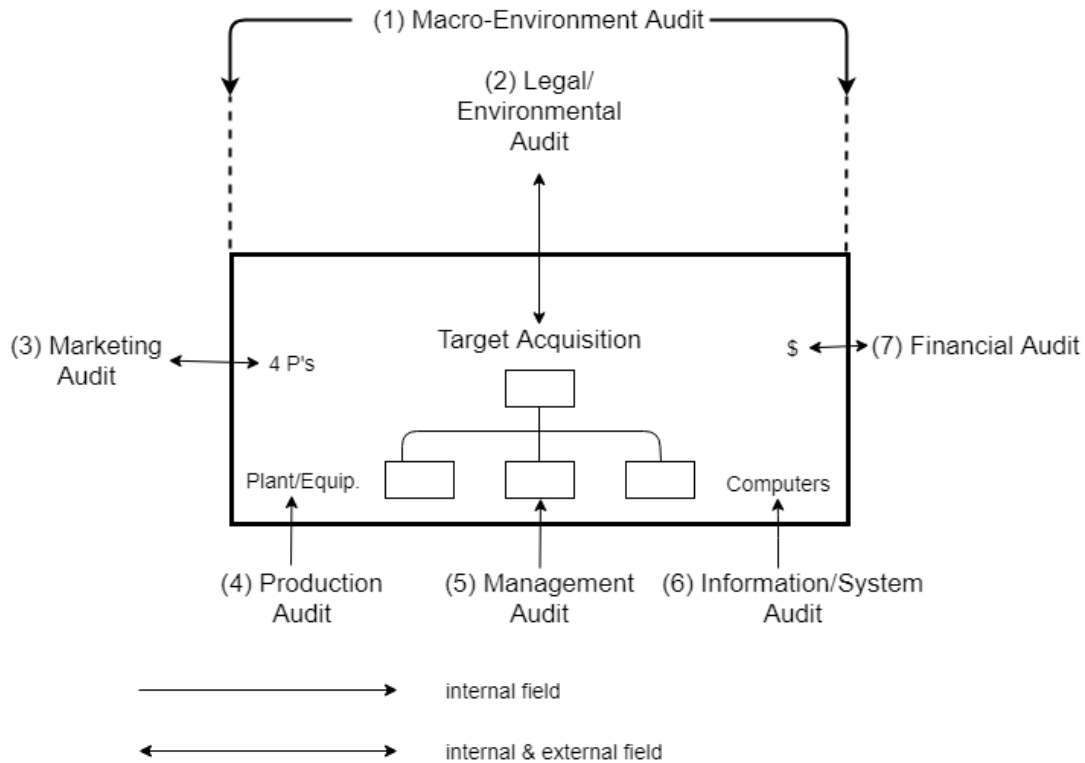 (1) Macro-Environment Audit
(2) Legal/
Environmental
Audit
Target Acquisition
(3) Marketing
Audit
4 P's
$
(7) Financial Audit
Plant/Equip.
Computers
(4) Production
Audit
(5) Management
Audit
(6) Information/System
Audit
internal field
internal & external field